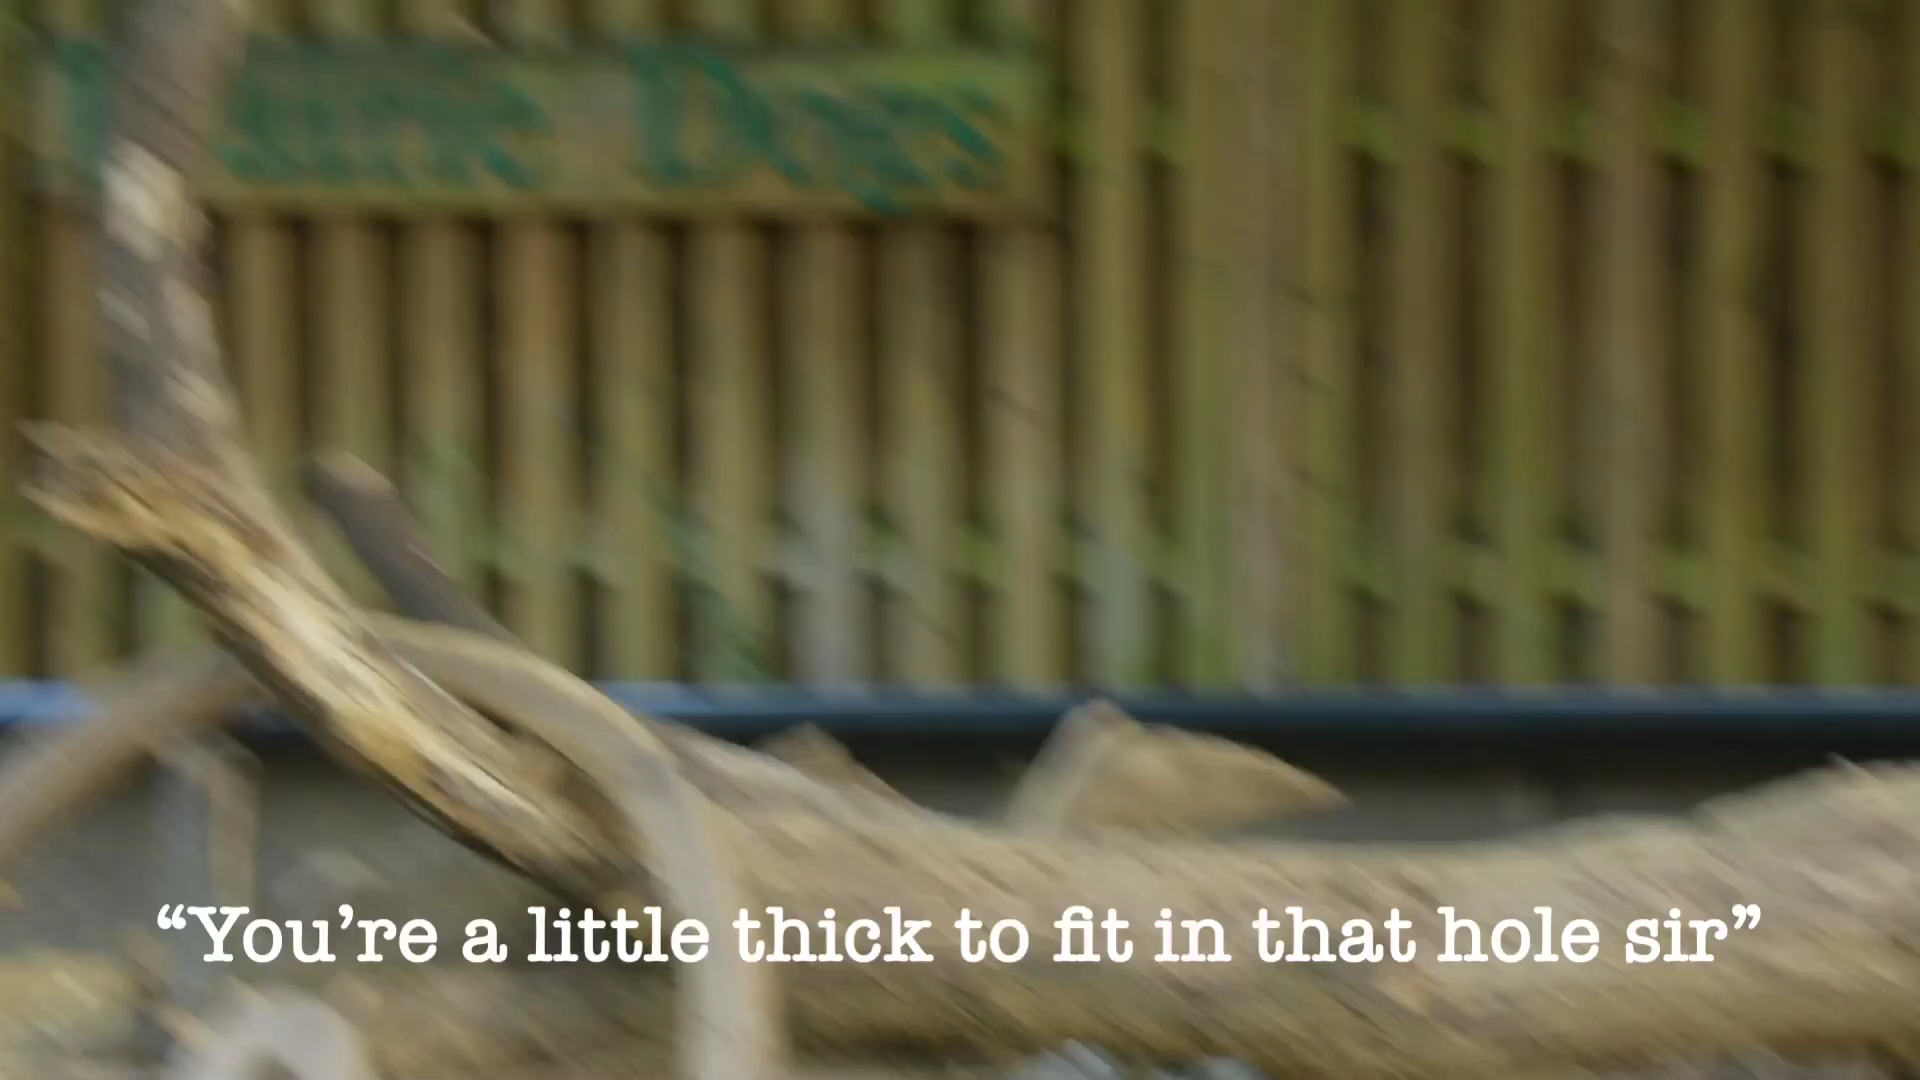 “You’re a little thick to fit in that hole sir”